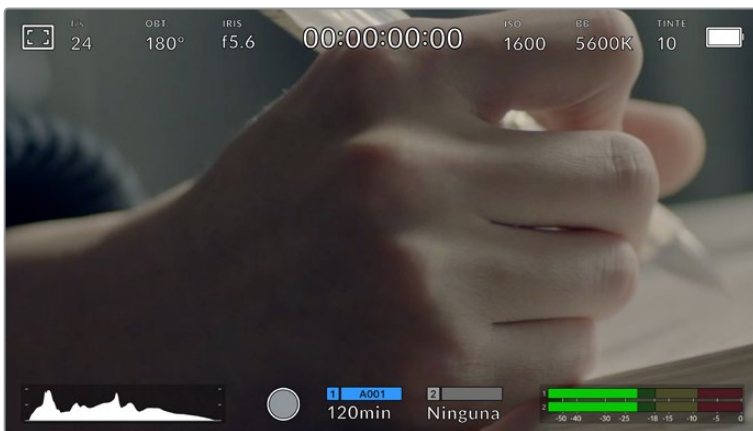 f/s OBT IRIS ISO BB TINTE
24 180° f5.6 00:00:00:00 1600 5600K 10
1 A001 2
120min Ninguna
1
2
-50 -40 -30 -25 -18 -15 -10 -5 0